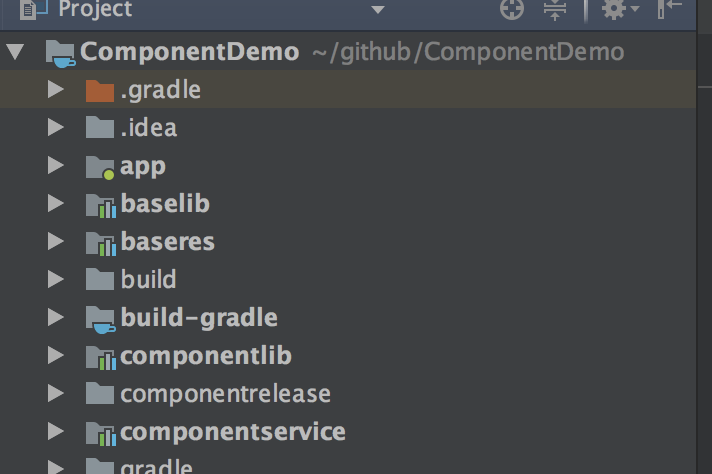 Project
ComponentDemo ~/github/ComponentDemo
.gradle
.idea
app
baselib
baseres
build
build-gradle
componentlib
componentrelease
componentservice
gradle